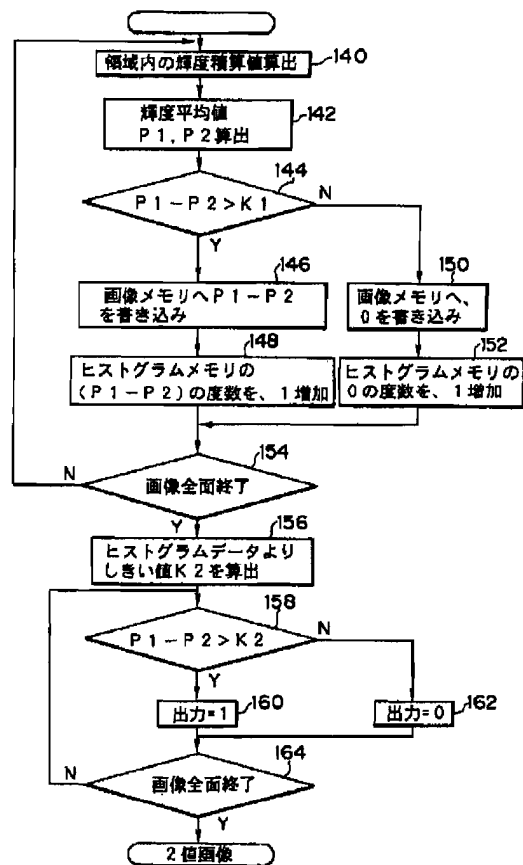 領域内の輝度積算値算出
140
輝度平均値
P1,P2算出
142
144
P1-P2>K1
N
Y
146
画像メモリへP1-P2
を書き込み
150
画像メモリへ、
0を書き込み
148
ヒストグラムメモリの
(P1-P2)の度数を、1増加
152
ヒストグラムメモリの
0の度数を、1増加
154
N
画像全面終了
Y
156
ヒストグラムデータより
しきい値K2を算出
158
P1-P2>K2
N
Y
出力=1
160
出力=0
162
164
N
画像全面終了
Y
2値画像